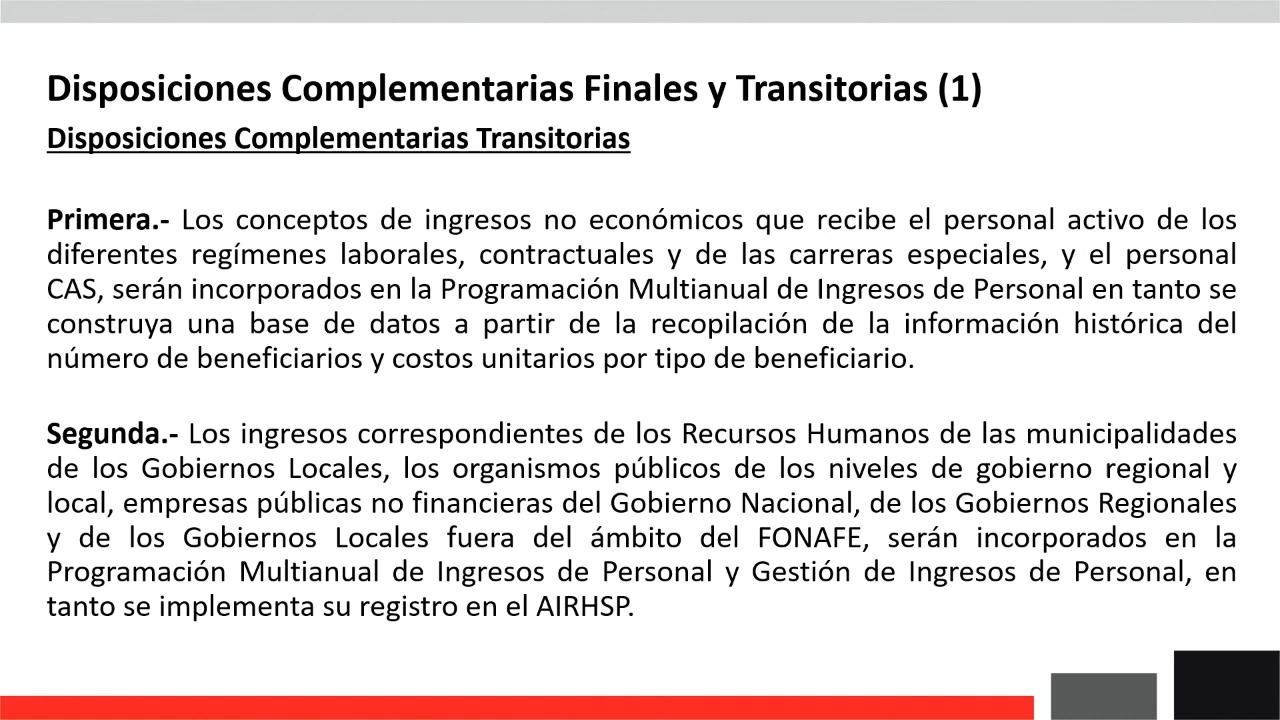 Disposiciones Complementarias Finales y Transitorias (1)
Disposiciones Complementarias Transitorias
Primera.- Los conceptos de ingresos no económicos que recibe el personal activo de los
diferentes regímenes laborales, contractuales y de las carreras especiales, y el personal
CAS, serán incorporados en la Programación Multianual de Ingresos de Personal en tanto se
construya una base de datos a partir de la recopilación de la información histórica del
número de beneficiarios y costos unitarios por tipo de beneficiario.
Segunda.- Los ingresos correspondientes de los Recursos Humanos de las municipalidades
de los Gobiernos Locales, los organismos públicos de los niveles de gobierno regional y
local, empresas públicas no financieras del Gobierno Nacional, de los Gobiernos Regionales
y de los Gobiernos Locales fuera del ámbito del FONAFE, serán incorporados en la
Programación Multianual de Ingresos de Personal y Gestión de Ingresos de Personal, en
tanto se implementa su registro en el AIRHSP.